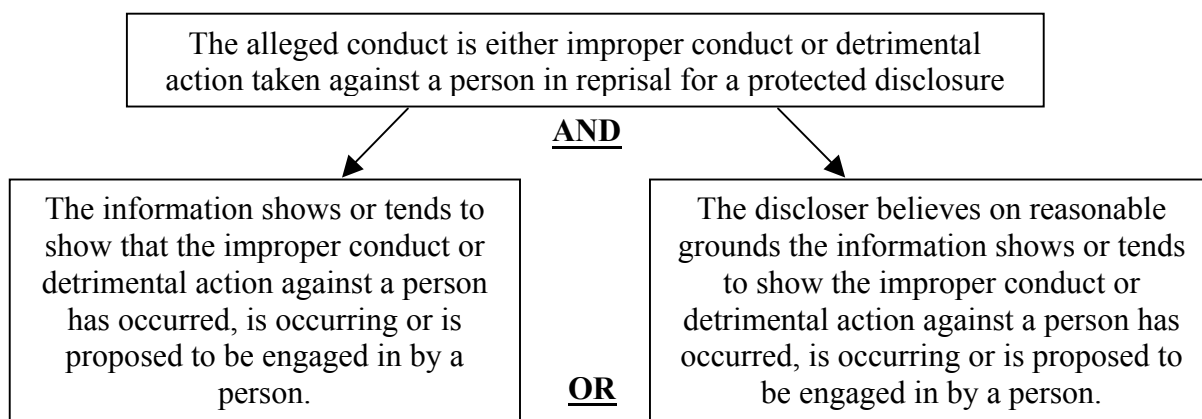 The alleged conduct is either improper conduct or detrimental
action taken against a person in reprisal for a protected disclosure
AND
The information shows or tends to
show that the improper conduct or
detrimental action against a person
has occurred, is occurring or is
proposed to be engaged in by a
person.
OR
The discloser believes on reasonable
grounds the information shows or tends
to show the improper conduct or
detrimental action against a person has
occurred, is occurring or is proposed to
be engaged in by a person.